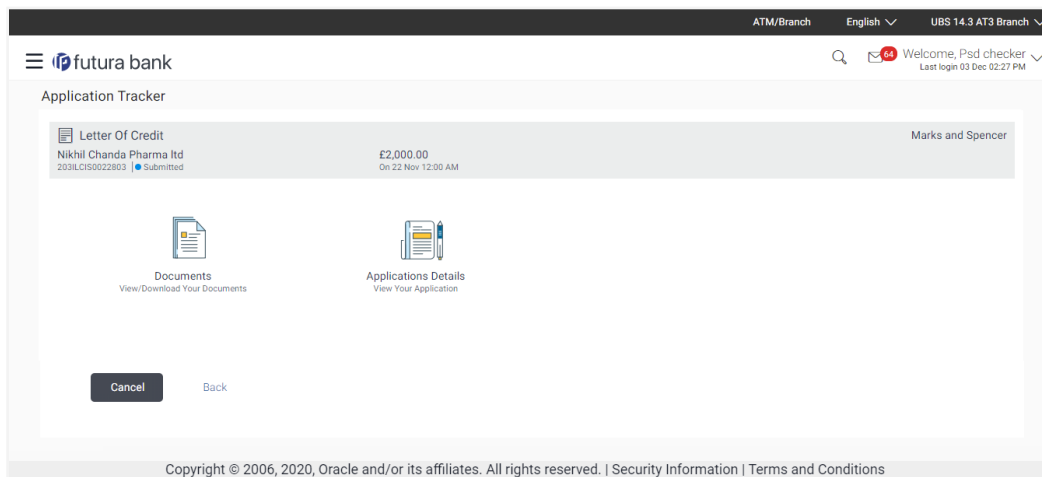 ATM/Branch English UBS 14.3 AT3 Branch
futura bank
64 Welcome, Psd checker
Last login 03 Dec 02:27 PM
Application Tracker
Letter Of Credit Marks and Spencer
Nikhil Chanda Pharma ltd £2,000.00
203ILCIS0022803 | Submitted On 22 Nov 12:00 AM
Documents Applications Details
View/Download Your Documents View Your Application
Cancel Back
Copyright © 2006, 2020, Oracle and/or its affiliates. All rights reserved. | Security Information | Terms and Conditions